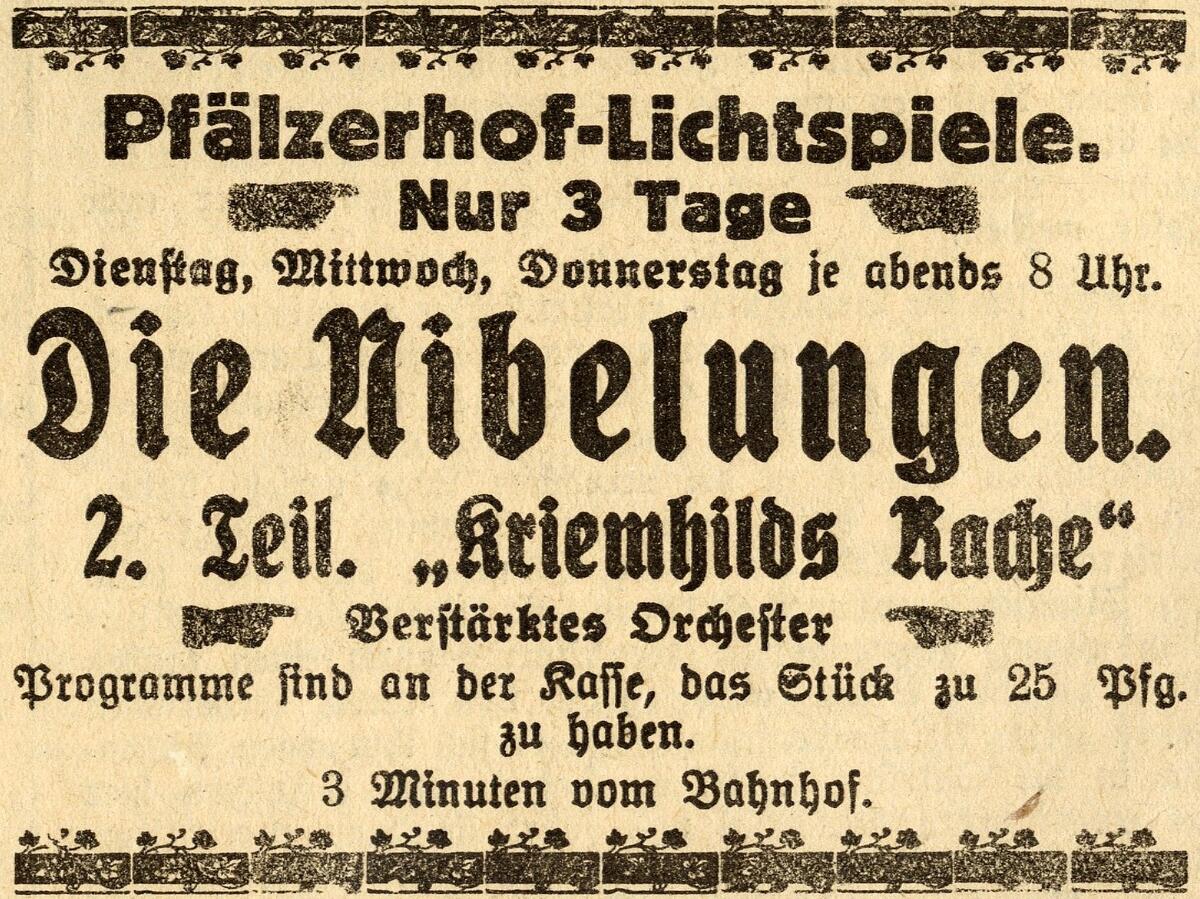 Pfälzerhof-Lichtspiele.
Nur 3 Tage
Dienstag, Mittwoch, Donnerstag je abends 8 Uhr.
Die Nibelungen.
2. Teil. „Kriemhilds Rache“
Verstärktes Orchester
Programme sind an der Kasse, das Stück zu 25 Pfg.
zu haben.
3 Minuten vom Bahnhof.